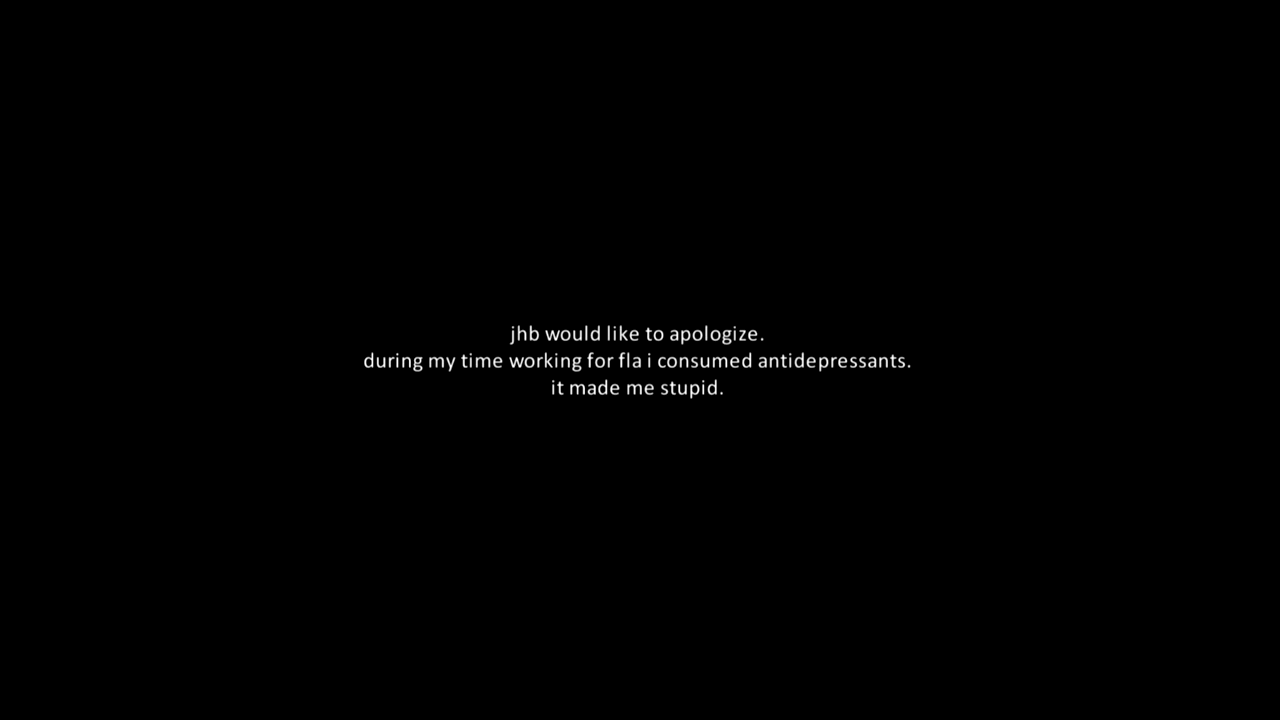 jhb would like to apologize.
during my time working for fla i consumed antidepressants.
it made me stupid.